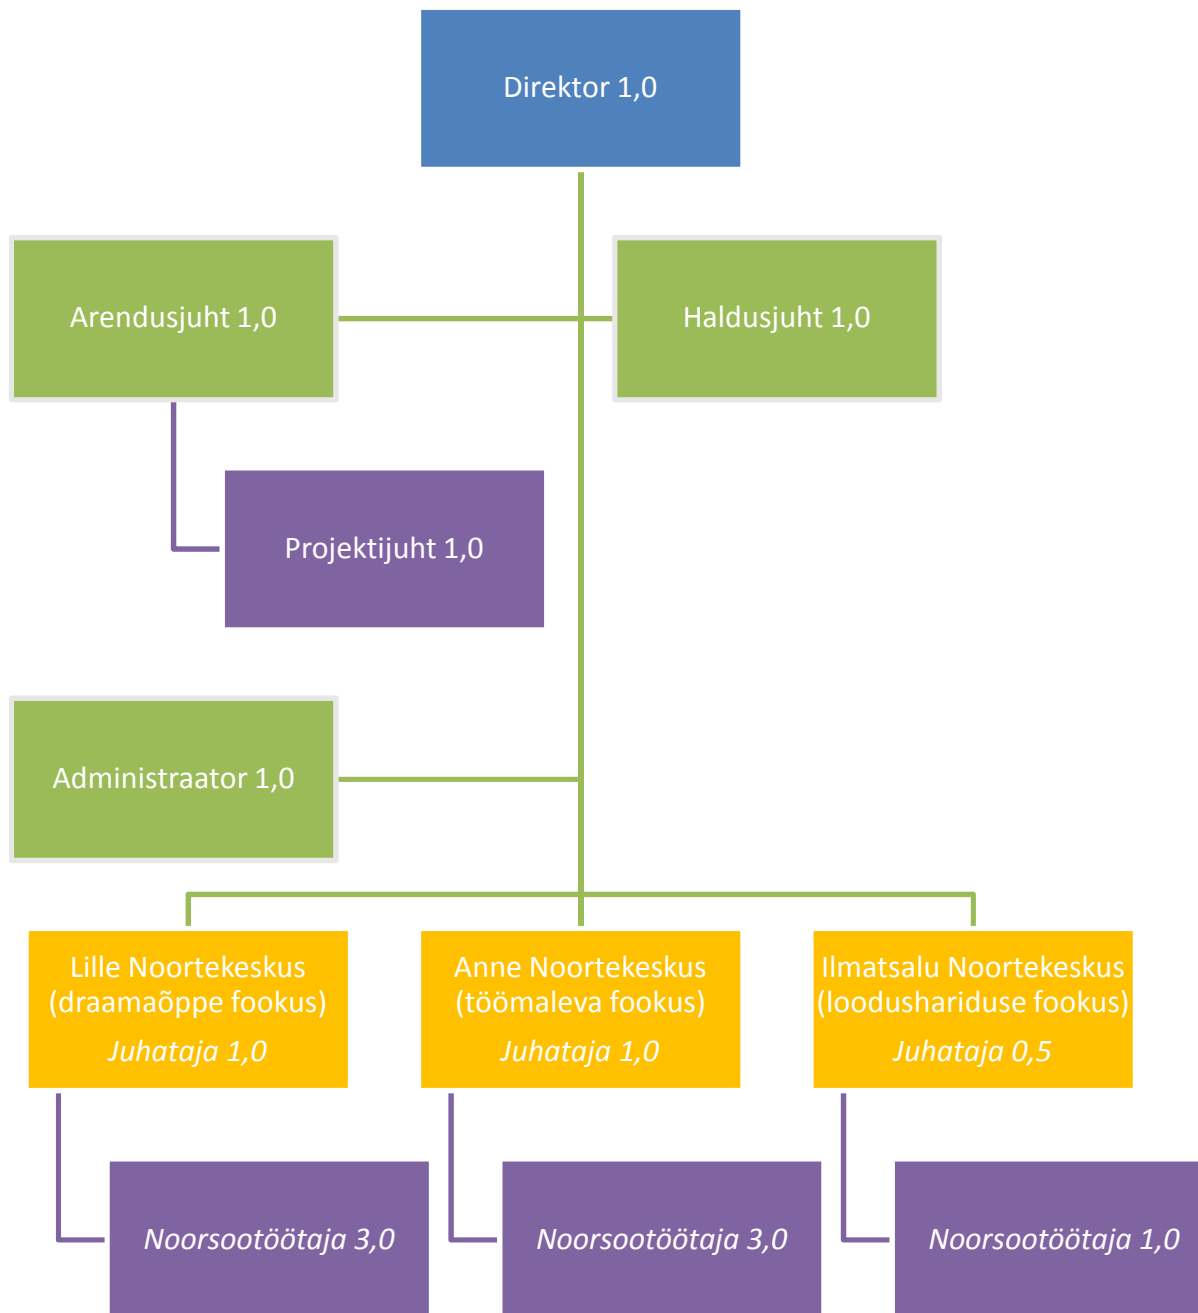 Direktor 1,0
Arendusjuht 1,0
Haldusjuht 1,0
Projektijuht 1,0
Administraator 1,0
Lille Noortekeskus
(draamaõppe fookus)
Juhataja 1,0
Anne Noortekeskus
(töömaleva fookus)
Juhataja 1,0
Ilmatsalu Noortekeskus
(loodushariduse fookus)
Juhataja 0,5
Noorsootöötaja 3,0
Noorsootöötaja 3,0
Noorsootöötaja 1,0